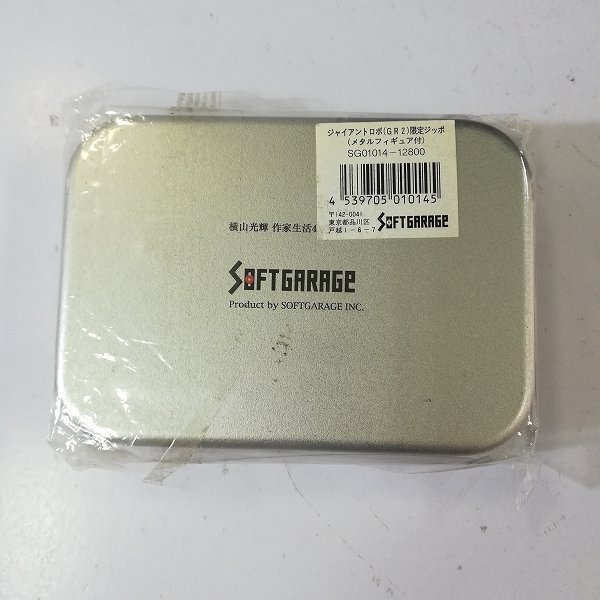 ジャイアントロボ(GR2)限定ジッポ
(メタルフィギュア付)
SG01014-12800
4 539705 010145
〒142-0041
東京都品川区
戸越1-6-7
SOFTGARAGE
横山光輝 作家生活4
SOFTGARAGE
Product by SOFTGARAGE INC.